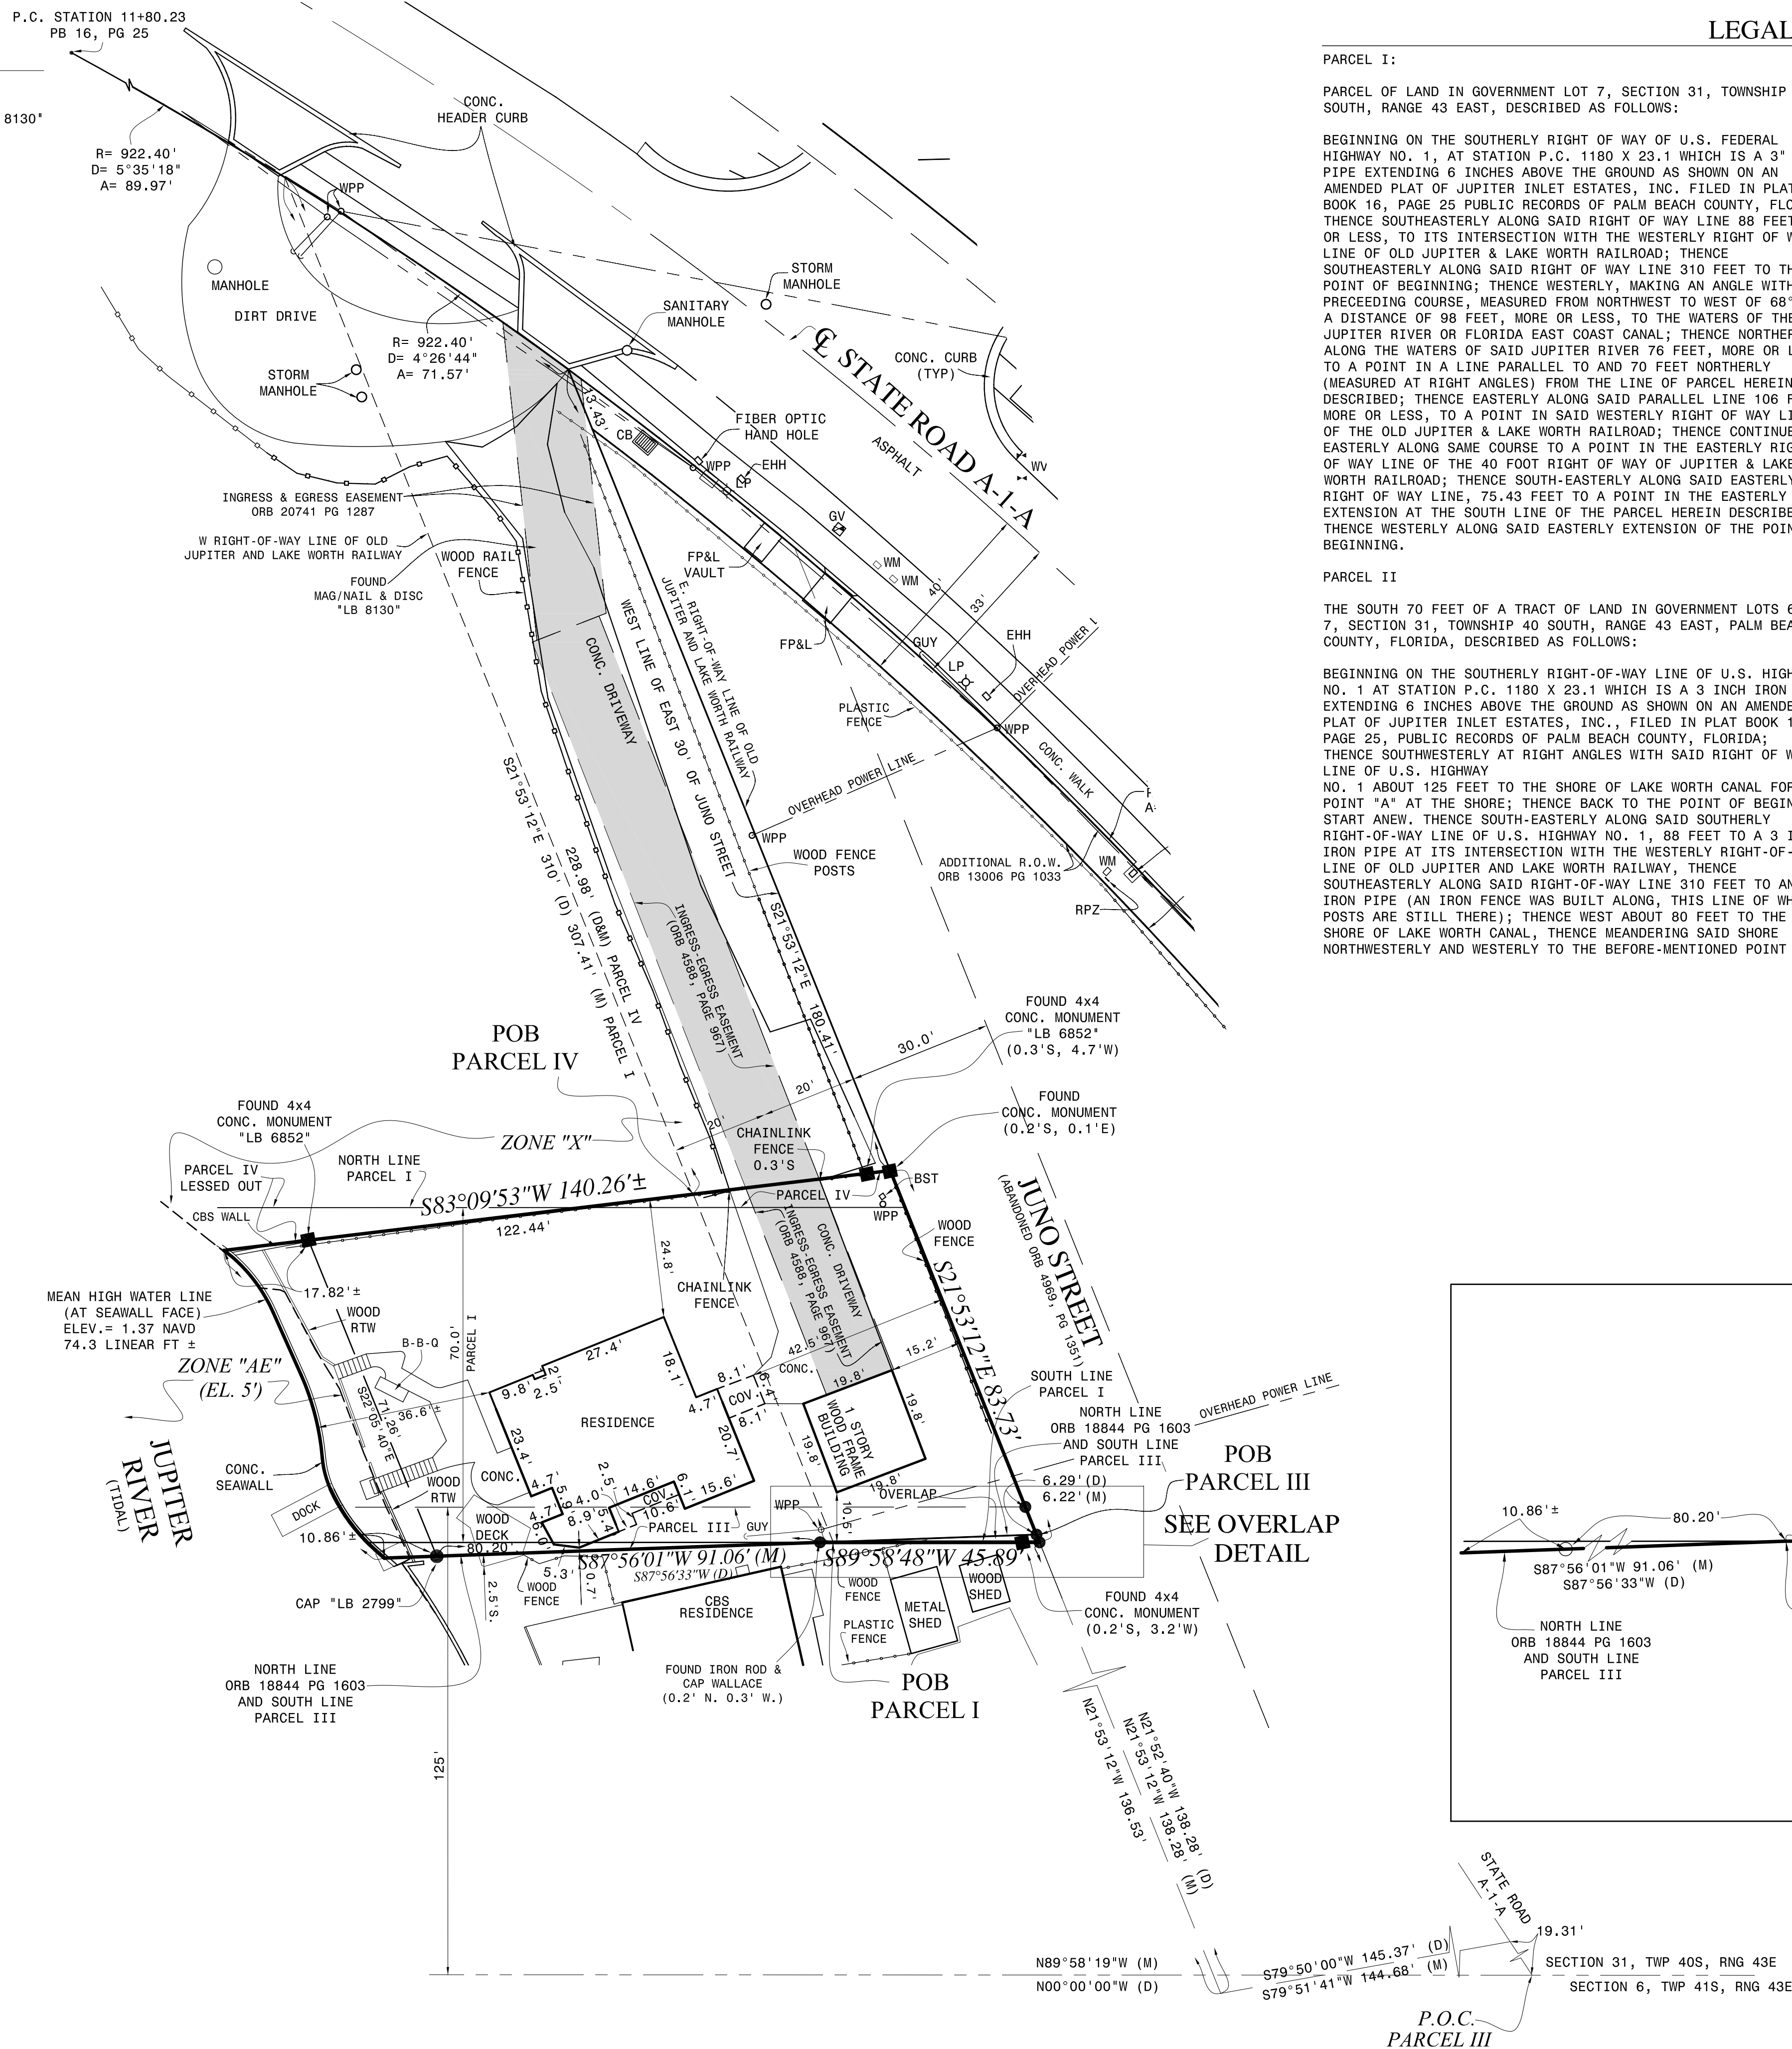 P.C. STATION 11+80.23
PB 16, PG 25
8130"
R= 922.40'
D= 5°35'18"
A= 89.97'
CONC.
HEADER CURB
WPP
MANHOLE
DIRT DRIVE
STORM
MANHOLE
R= 922.40'
D= 4°26'44"
A= 71.57'
STORM
MANHOLE
SANITARY
MANHOLE
CONC. CURB
(TYP)
℄ STATE ROAD A-1-A
ASPHALT
FIBER OPTIC
HAND HOLE
CB
WPP
EHH
LP
WV
GV
WM
WM
40'
33'
FP&L
VAULT
FP&L
GUY
LP
EHH
OVERHEAD POWER L
WPP
PLASTIC
FENCE
OVERHEAD POWER LINE
CONC. WALK
WPP
WOOD FENCE
POSTS
ADDITIONAL R.O.W.
ORB 13006 PG 1033
WM
RPZ
INGRESS & EGRESS EASEMENT
ORB 20741 PG 1287
W RIGHT-OF-WAY LINE OF OLD
JUPITER AND LAKE WORTH RAILWAY
WOOD RAIL
FENCE
FOUND
MAG/NAIL & DISC
"LB 8130"
CONC. DRIVEWAY
WEST LINE OF EAST 30' OF JUNO STREET
E. RIGHT-OF-WAY LINE OF OLD
JUPITER AND LAKE WORTH RAILWAY
S21°53'12"E 310' (D) 307.41' (M) PARCEL I
228.98' (D&M) PARCEL IV
INGRESS-EGRESS EASEMENT
(ORB 4588, PAGE 967)
S21°53'12"E 180.41'
30.0'
20'
20'
FOUND 4x4
CONC. MONUMENT
"LB 6852"
(0.3'S, 4.7'W)
FOUND
CONC. MONUMENT
(0.2'S, 0.1'E)
POB
PARCEL IV
ZONE "X"
FOUND 4x4
CONC. MONUMENT
"LB 6852"
PARCEL IV
LESSED OUT
NORTH LINE
PARCEL I
CBS WALL
S83°09'53"W 140.26'±
122.44'
CHAINLINK
FENCE
0.3'S
PARCEL IV
BST
WPP
WOOD
FENCE
JUNO STREET
(ABANDONED ORB 4969, PG 1351)
17.82'±
MEAN HIGH WATER LINE
(AT SEAWALL FACE)
ELEV.= 1.37 NAVD
74.3 LINEAR FT ±
WOOD
RTW
B-B-Q
70.0'
PARCEL I
24.8'
CHAINLINK
FENCE
INGRESS-EGRESS EASEMENT
(ORB 4588, PAGE 967)
CONC. DRIVEWAY
S21°53'12"E 83.73'
ZONE "AE"
(EL. 5')
S22°05'40"E
71.26'
36.6'±
27.4'
2'
2.5'
9.8'
18.1'
8.1'
4.7'
COV.
6.4'
8.1'
CONC.
42.5'
15.2'
19.8'
RESIDENCE
20.7'
23.4'
1 STORY
WOOD FRAME
BUILDING
19.8'
19.8'
19.8'
SOUTH LINE
PARCEL I
NORTH LINE
ORB 18844 PG 1603
AND SOUTH LINE
PARCEL III
OVERHEAD POWER LINE
POB
PARCEL III
6.29'(D)
6.22'(M)
SEE OVERLAP
DETAIL
OVERLAP
JUPITER
RIVER
(TIDAL)
CONC.
SEAWALL
DOCK
WOOD
RTW
CONC.
WOOD
DECK
4.7'
5.9'
4.7'
6.0'
8.9'
4.0'
2.5'
5.4'
14.6'
COV.
10.6'
6.1'
15.6'
PARCEL III
GUY
WPP
10.5'
10.86'±
80.20'
S87°56'01"W 91.06'(M)
S87°56'33"W (D)
S89°58'48"W 45.89'
5.3'
0.7'
2.5'S.
CAP "LB 2799"
WOOD
FENCE
CBS
RESIDENCE
WOOD
FENCE
METAL
SHED
WOOD
SHED
PLASTIC
FENCE
FOUND 4x4
CONC. MONUMENT
(0.2'S, 3.2'W)
NORTH LINE
ORB 18844 PG 1603
AND SOUTH LINE
PARCEL III
FOUND IRON ROD &
CAP WALLACE
(0.2' N. 0.3' W.)
POB
PARCEL I
125'
N21°53'12"W 136.53'
N21°52'40"W 138.28' (D)
N21°53'12"W 138.28' (M)
N89°58'19"W (M)
N00°00'00"W (D)
S79°50'00"W 145.37' (D)
S79°51'41"W 144.68' (M)
STATE ROAD
A-1-A
19.31'
SECTION 31, TWP 40S, RNG 43E
SECTION 6, TWP 41S, RNG 43E
P.O.C.
PARCEL III
10.86'±
80.20'
S87°56'01"W 91.06' (M)
S87°56'33"W (D)
NORTH LINE
ORB 18844 PG 1603
AND SOUTH LINE
PARCEL III
LEGAL
PARCEL I:
PARCEL OF LAND IN GOVERNMENT LOT 7, SECTION 31, TOWNSHIP
SOUTH, RANGE 43 EAST, DESCRIBED AS FOLLOWS:
BEGINNING ON THE SOUTHERLY RIGHT OF WAY OF U.S. FEDERAL
HIGHWAY NO. 1, AT STATION P.C. 1180 X 23.1 WHICH IS A 3"
PIPE EXTENDING 6 INCHES ABOVE THE GROUND AS SHOWN ON AN
AMENDED PLAT OF JUPITER INLET ESTATES, INC. FILED IN PLAT
BOOK 16, PAGE 25 PUBLIC RECORDS OF PALM BEACH COUNTY, FLO
THENCE SOUTHEASTERLY ALONG SAID RIGHT OF WAY LINE 88 FEET
OR LESS, TO ITS INTERSECTION WITH THE WESTERLY RIGHT OF W
LINE OF OLD JUPITER & LAKE WORTH RAILROAD; THENCE
SOUTHEASTERLY ALONG SAID RIGHT OF WAY LINE 310 FEET TO TH
POINT OF BEGINNING; THENCE WESTERLY, MAKING AN ANGLE WITH
PRECEEDING COURSE, MEASURED FROM NORTHWEST TO WEST OF 68°
A DISTANCE OF 98 FEET, MORE OR LESS, TO THE WATERS OF THE
JUPITER RIVER OR FLORIDA EAST COAST CANAL; THENCE NORTHER
ALONG THE WATERS OF SAID JUPITER RIVER 76 FEET, MORE OR L
TO A POINT IN A LINE PARALLEL TO AND 70 FEET NORTHERLY
(MEASURED AT RIGHT ANGLES) FROM THE LINE OF PARCEL HEREIN
DESCRIBED; THENCE EASTERLY ALONG SAID PARALLEL LINE 106 F
MORE OR LESS, TO A POINT IN SAID WESTERLY RIGHT OF WAY LI
OF THE OLD JUPITER & LAKE WORTH RAILROAD; THENCE CONTINUE
EASTERLY ALONG SAME COURSE TO A POINT IN THE EASTERLY RIG
OF WAY LINE OF THE 40 FOOT RIGHT OF WAY OF JUPITER & LAKE
WORTH RAILROAD; THENCE SOUTH-EASTERLY ALONG SAID EASTERLY
RIGHT OF WAY LINE, 75.43 FEET TO A POINT IN THE EASTERLY
EXTENSION AT THE SOUTH LINE OF THE PARCEL HEREIN DESCRIBE
THENCE WESTERLY ALONG SAID EASTERLY EXTENSION OF THE POIN
BEGINNING.
PARCEL II
THE SOUTH 70 FEET OF A TRACT OF LAND IN GOVERNMENT LOTS 6
7, SECTION 31, TOWNSHIP 40 SOUTH, RANGE 43 EAST, PALM BEA
COUNTY, FLORIDA, DESCRIBED AS FOLLOWS:
BEGINNING ON THE SOUTHERLY RIGHT-OF-WAY LINE OF U.S. HIGH
NO. 1 AT STATION P.C. 1180 X 23.1 WHICH IS A 3 INCH IRON
EXTENDING 6 INCHES ABOVE THE GROUND AS SHOWN ON AN AMENDE
PLAT OF JUPITER INLET ESTATES, INC., FILED IN PLAT BOOK 1
PAGE 25, PUBLIC RECORDS OF PALM BEACH COUNTY, FLORIDA;
THENCE SOUTHWESTERLY AT RIGHT ANGLES WITH SAID RIGHT OF W
LINE OF U.S. HIGHWAY
NO. 1 ABOUT 125 FEET TO THE SHORE OF LAKE WORTH CANAL FOR
POINT "A" AT THE SHORE; THENCE BACK TO THE POINT OF BEGIN
START ANEW. THENCE SOUTH-EASTERLY ALONG SAID SOUTHERLY
RIGHT-OF-WAY LINE OF U.S. HIGHWAY NO. 1, 88 FEET TO A 3 I
IRON PIPE AT ITS INTERSECTION WITH THE WESTERLY RIGHT-OF-
LINE OF OLD JUPITER AND LAKE WORTH RAILWAY, THENCE
SOUTHEASTERLY ALONG SAID RIGHT-OF-WAY LINE 310 FEET TO AN
IRON PIPE (AN IRON FENCE WAS BUILT ALONG, THIS LINE OF WH
POSTS ARE STILL THERE); THENCE WEST ABOUT 80 FEET TO THE
SHORE OF LAKE WORTH CANAL, THENCE MEANDERING SAID SHORE
NORTHWESTERLY AND WESTERLY TO THE BEFORE-MENTIONED POINT